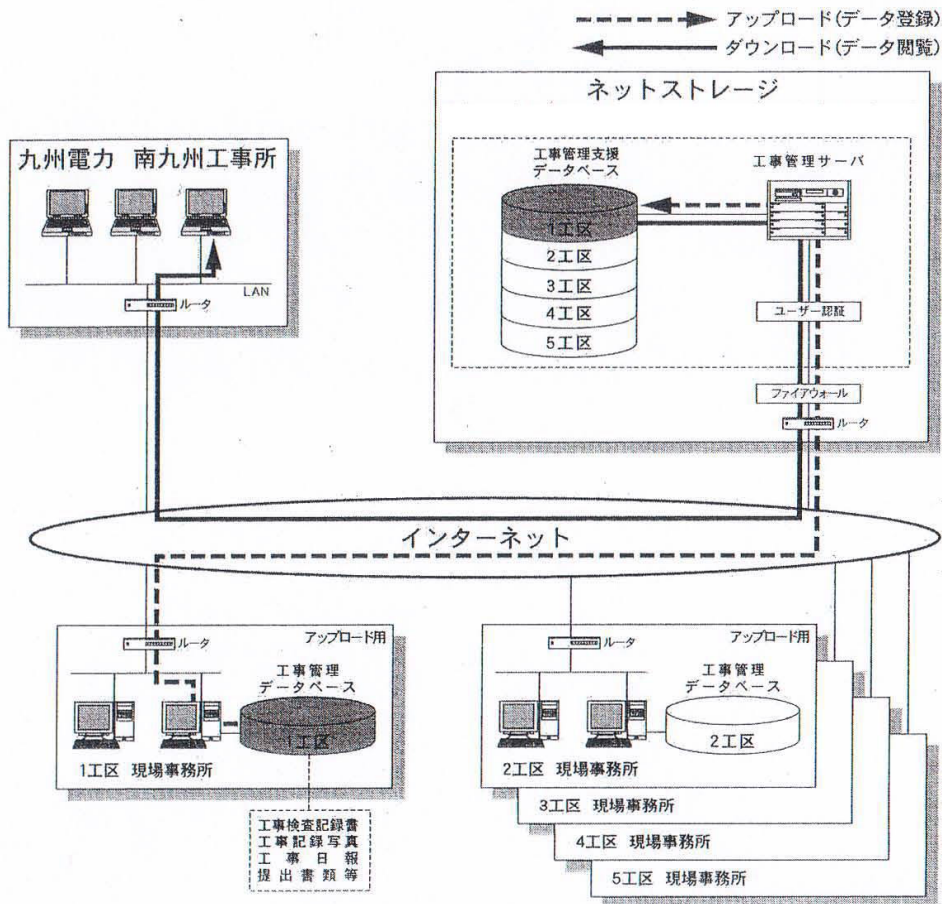 アップロード(データ登録)
ダウンロード(データ閲覧)
ネットストレージ
九州電力 南九州工事所
LAN
ルータ
工事管理支援
データベース
1工区
2工区
3工区
4工区
5工区
工事管理サーバ
ユーザー認証
ファイアウォール
ルータ
インターネット
アップロード用
ルータ
工事管理
データベース
1工区
1工区 現場事務所
工事検査記録書
工事記録写真
工事日報
提出書類等
アップロード用
ルータ
工事管理
データベース
2工区
2工区 現場事務所
3工区 現場事務所
4工区 現場事務所
5工区 現場事務所